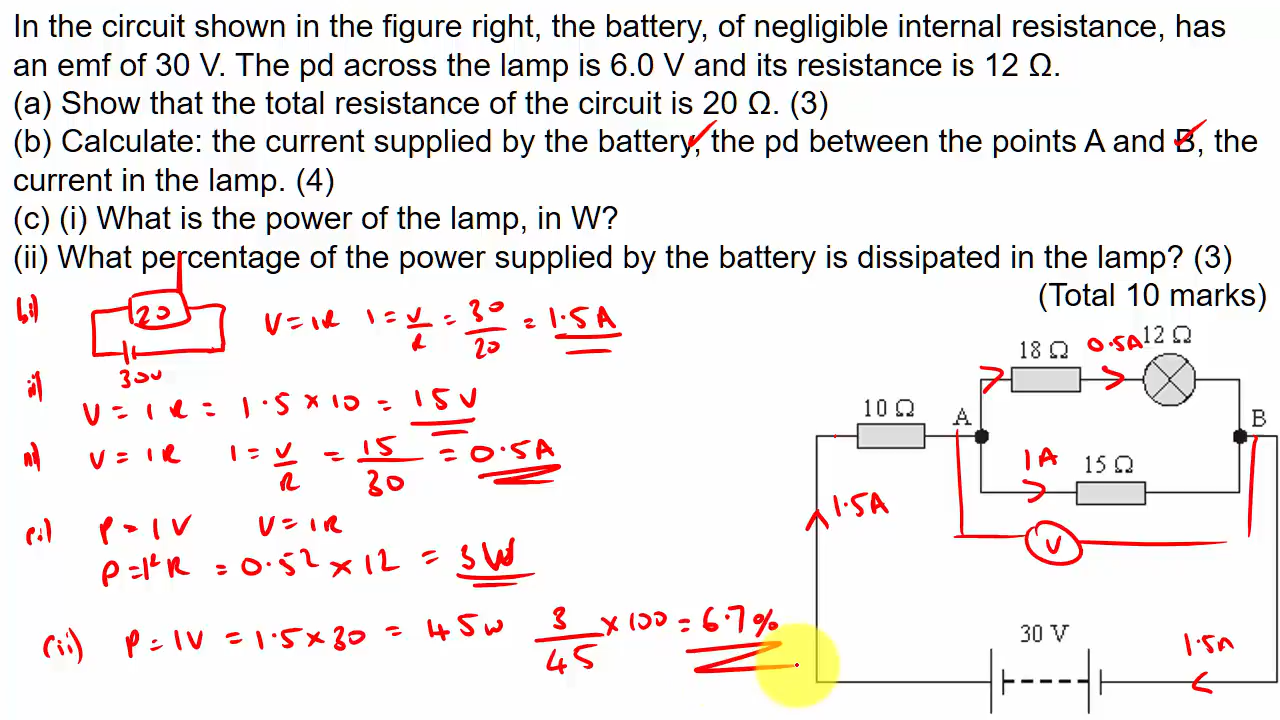 In the circuit shown in the figure right, the battery, of negligible internal resistance, has
an emf of 30 V. The pd across the lamp is 6.0 V and its resistance is 12 Ω.
(a) Show that the total resistance of the circuit is 20 Ω. (3)
(b) Calculate: the current supplied by the battery, the pd between the points A and B, the
current in the lamp. (4)
(c) (i) What is the power of the lamp, in W?
(ii) What percentage of the power supplied by the battery is dissipated in the lamp? (3)
(Total 10 marks)
bi) 20 V = IR I = V/R = 30/20 = 1.5A
30V
ii) V = IR = 1.5 × 10 = 15V
V = IR I = V/R = 15/30 = 0.5A
ci) P = IV V = IR
P = I²R = 0.5² × 12 = 3W
cii) P = IV = 1.5 × 30 = 45W 3/45 × 100 = 6.7%
18 Ω 0.5A 12 Ω
10 Ω A B
1A 15 Ω
1.5A
V
30 V 1.5A